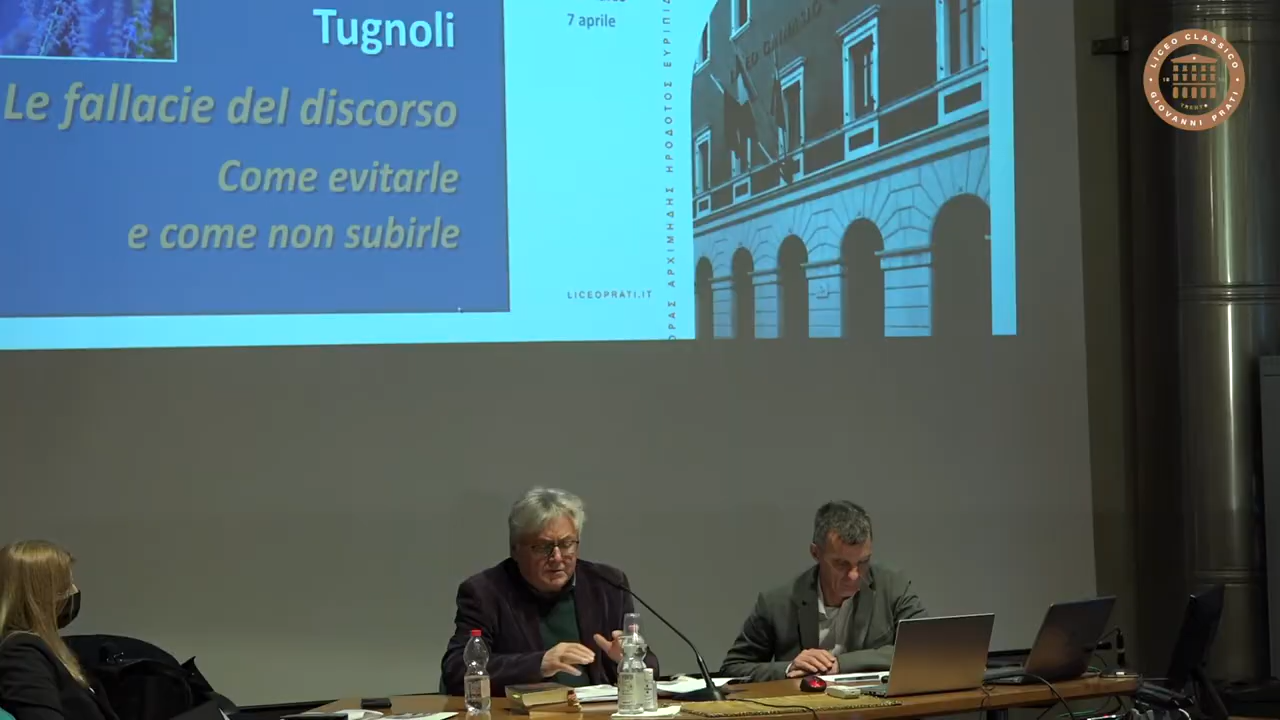 Tugnoli
Le fallacie del discorso
Come evitarle
e come non subirle
7 aprile
LICEOPRATI.IT
ΑΡΧΙΜΗΔΗΣ ΗΡΟΔΟΤΟΣ
LICEO CLASSICO
GIOVANNI PRATI
TRENTO